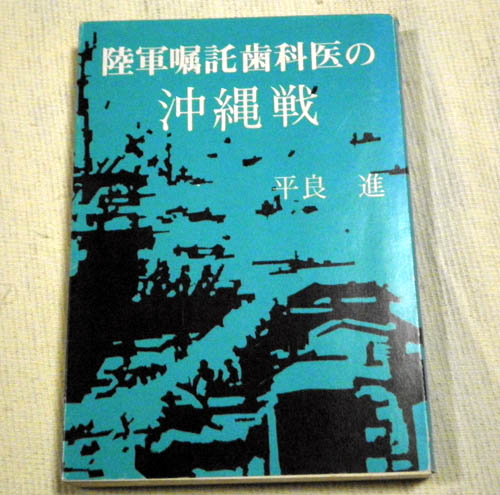 陸軍嘱託歯科医の
沖縄戦
平良 進